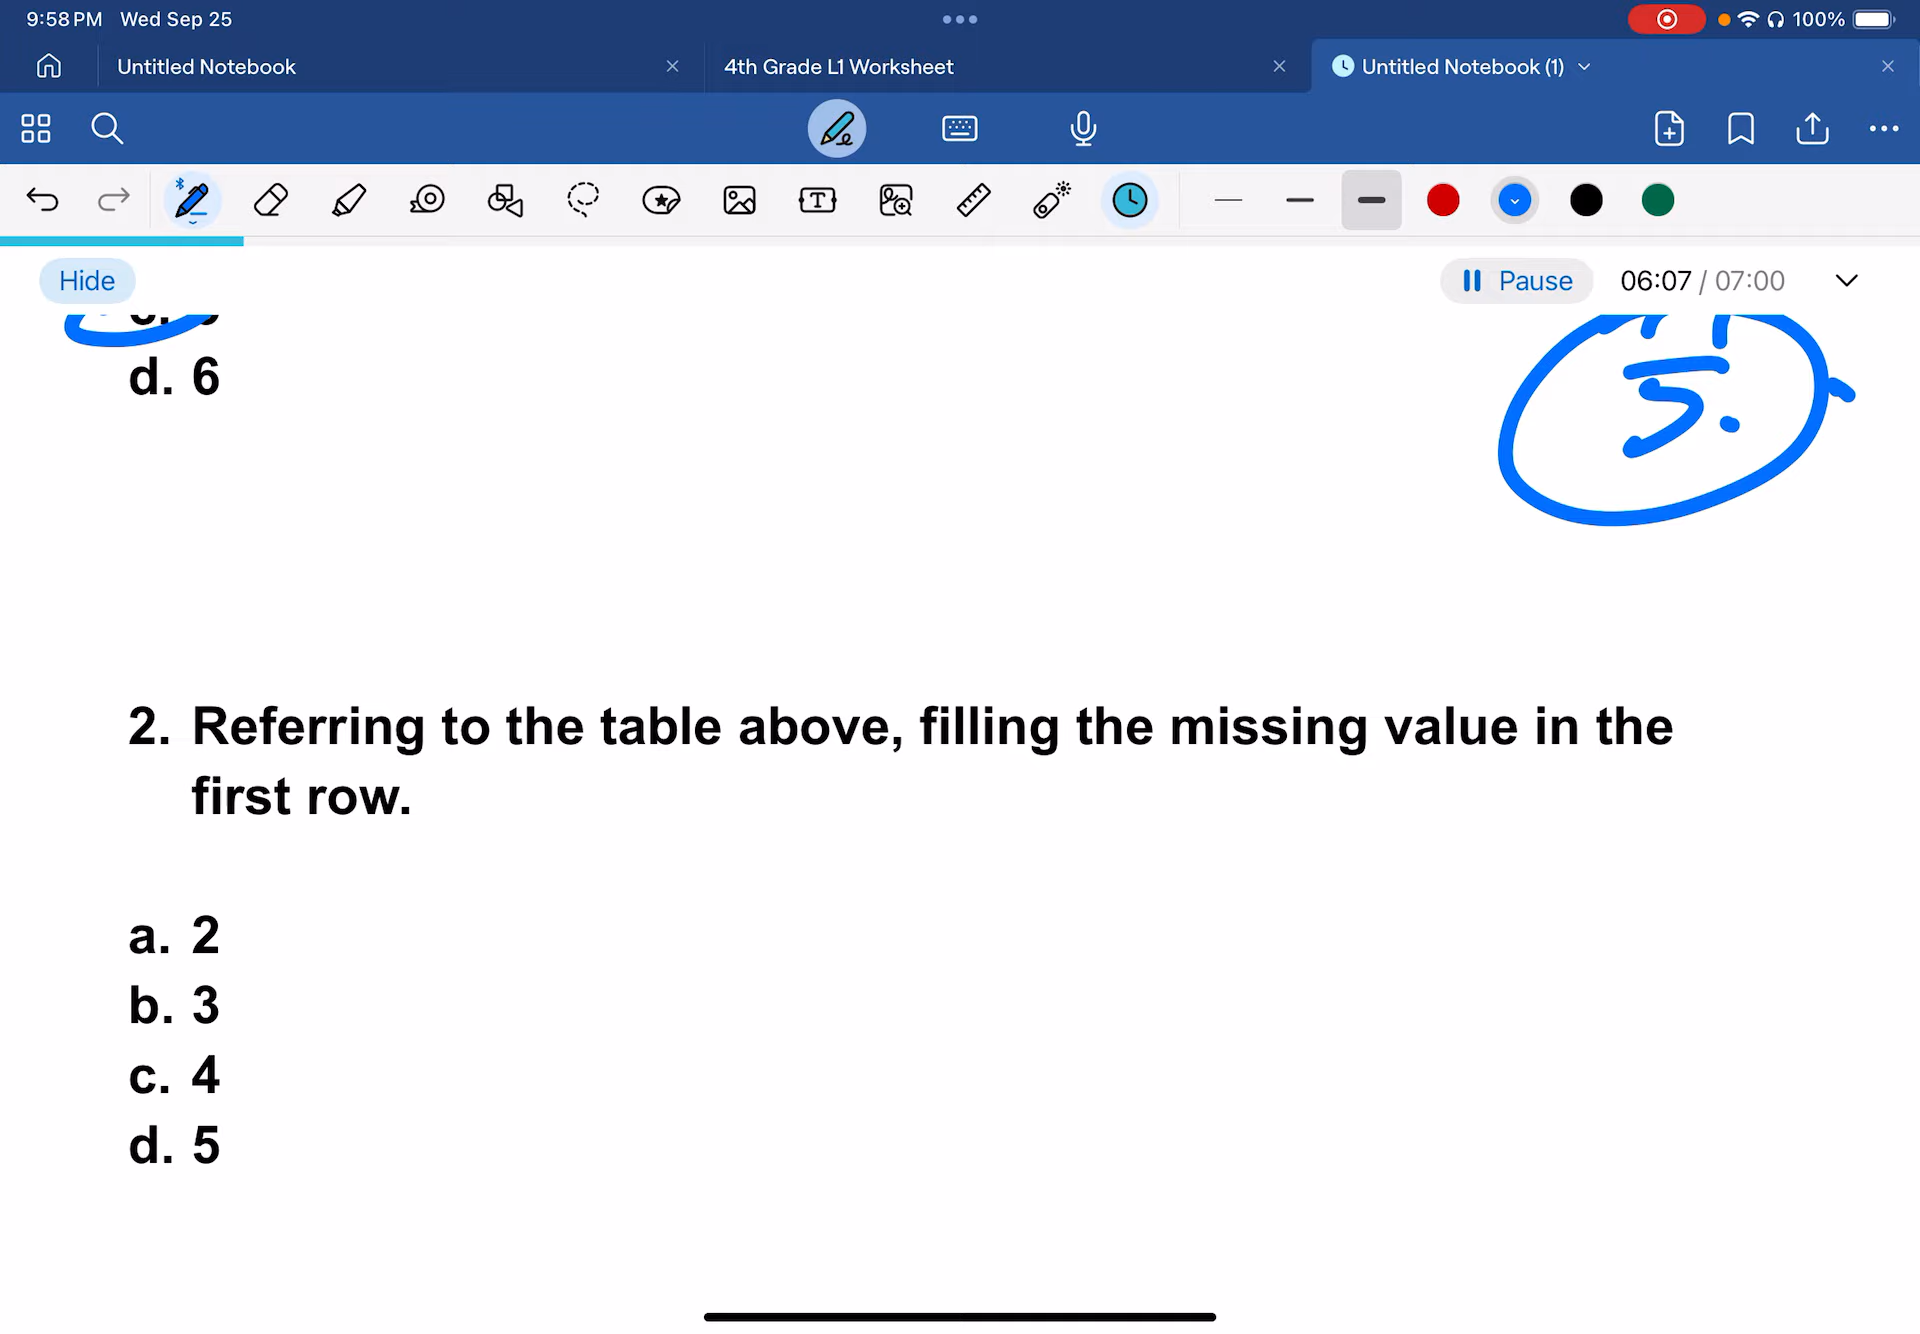 9:58 PM Wed Sep 25
100%
Untitled Notebook
4th Grade L1 Worksheet
Untitled Notebook (1)
Hide
Pause
06:07 / 07:00
d. 6
5.
2. Referring to the table above, filling the missing value in the
first row.
a. 2
b. 3
c. 4
d. 5